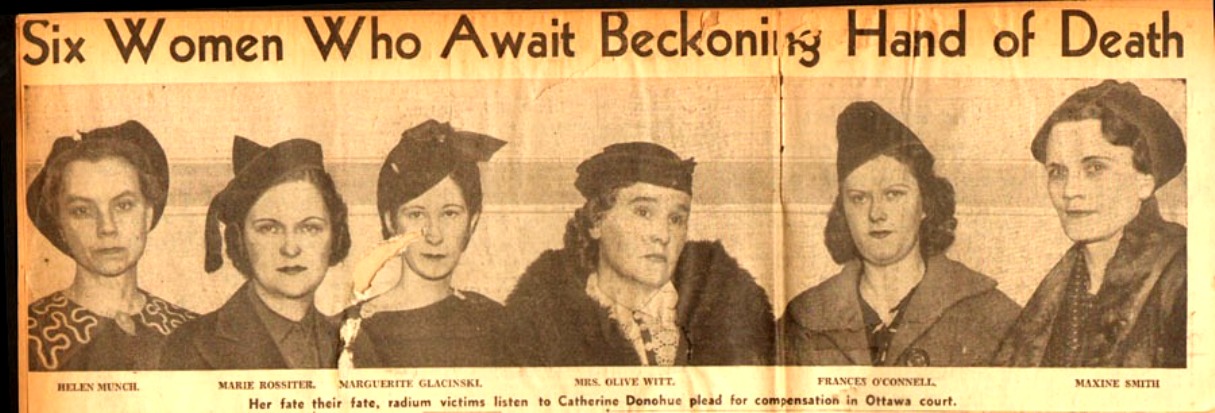 Six Women Who Await Beckoning Hand of Death
HELEN MUNCH. MARIE ROSSITER. MARGUERITE GLACINSKI. MRS. OLIVE WITT. FRANCES O'CONNELL. MAXINE SMITH
Her fate their fate, radium victims listen to Catherine Donohue plead for compensation in Ottawa court.